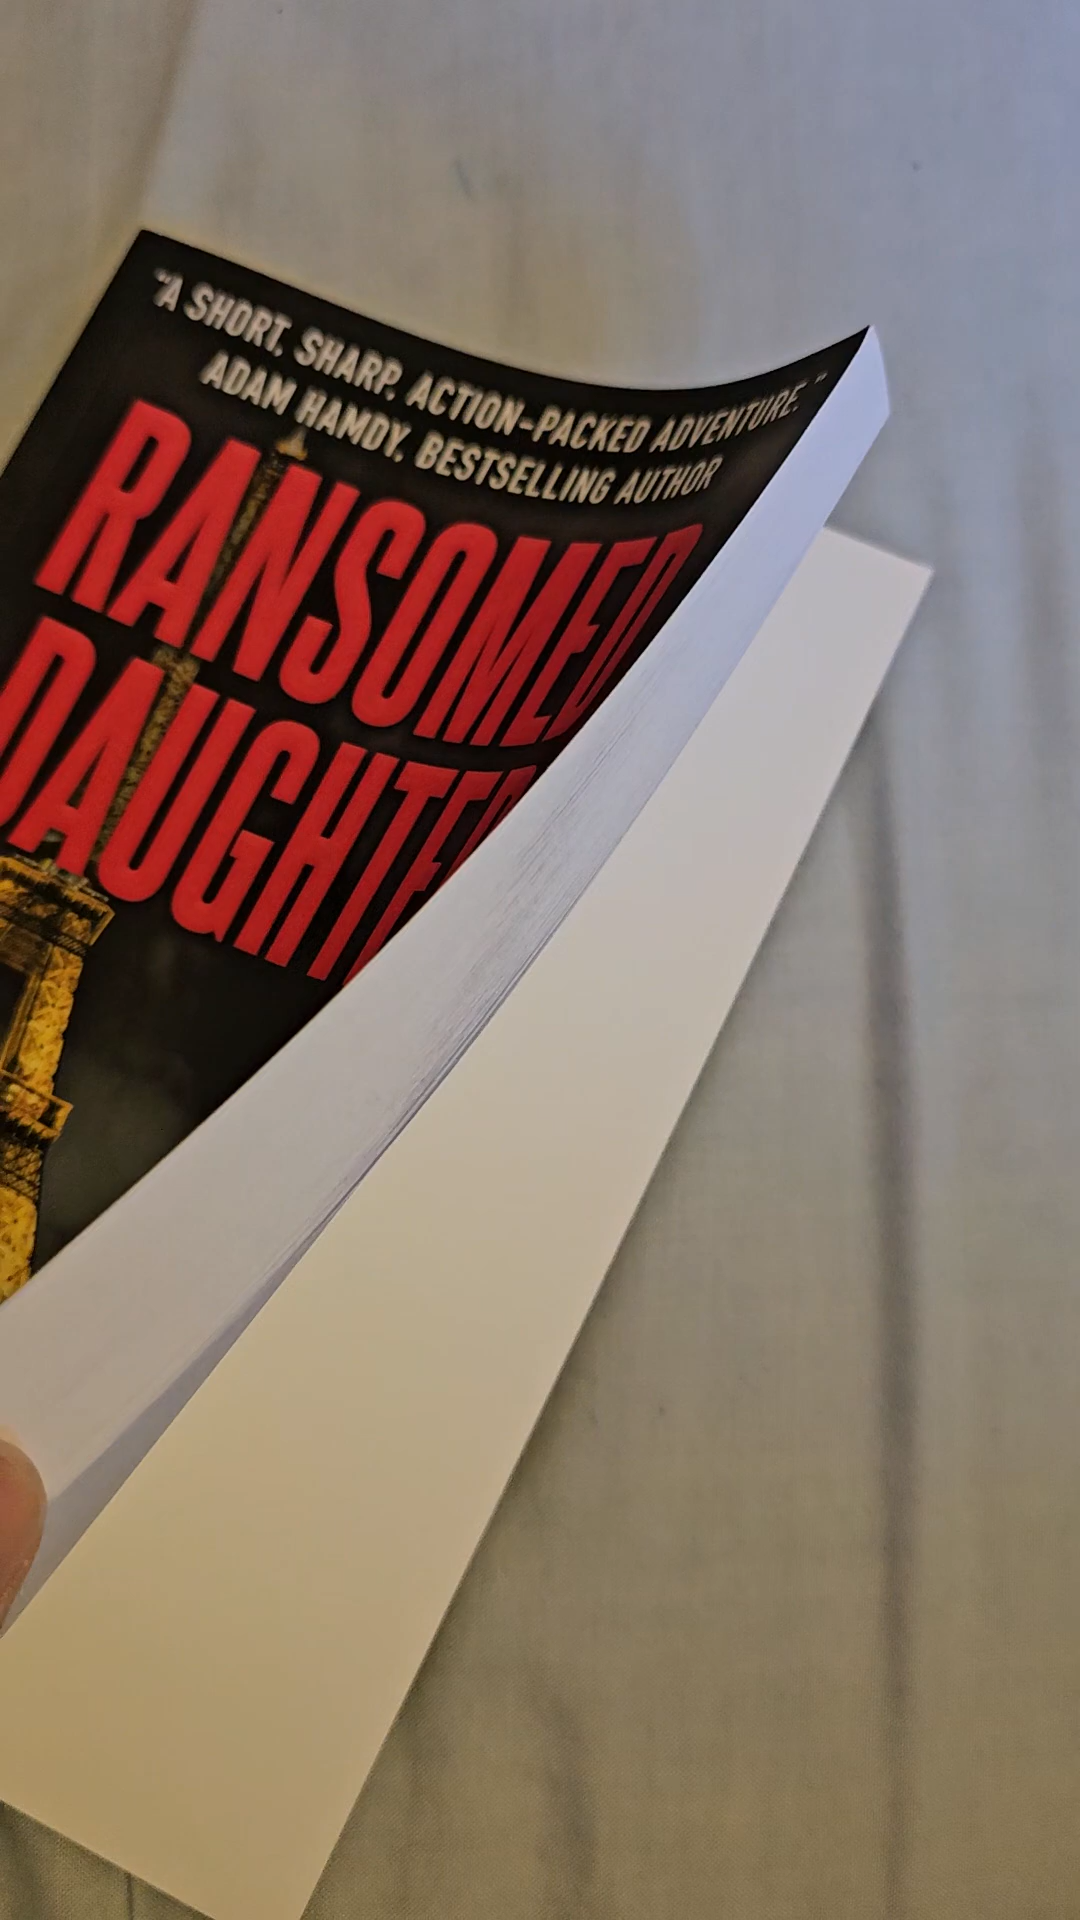 "A SHORT, SHARP, ACTION-PACKED ADVENTURE."
ADAM HAMDY, BESTSELLING AUTHOR
RANSOMED
DAUGHTER